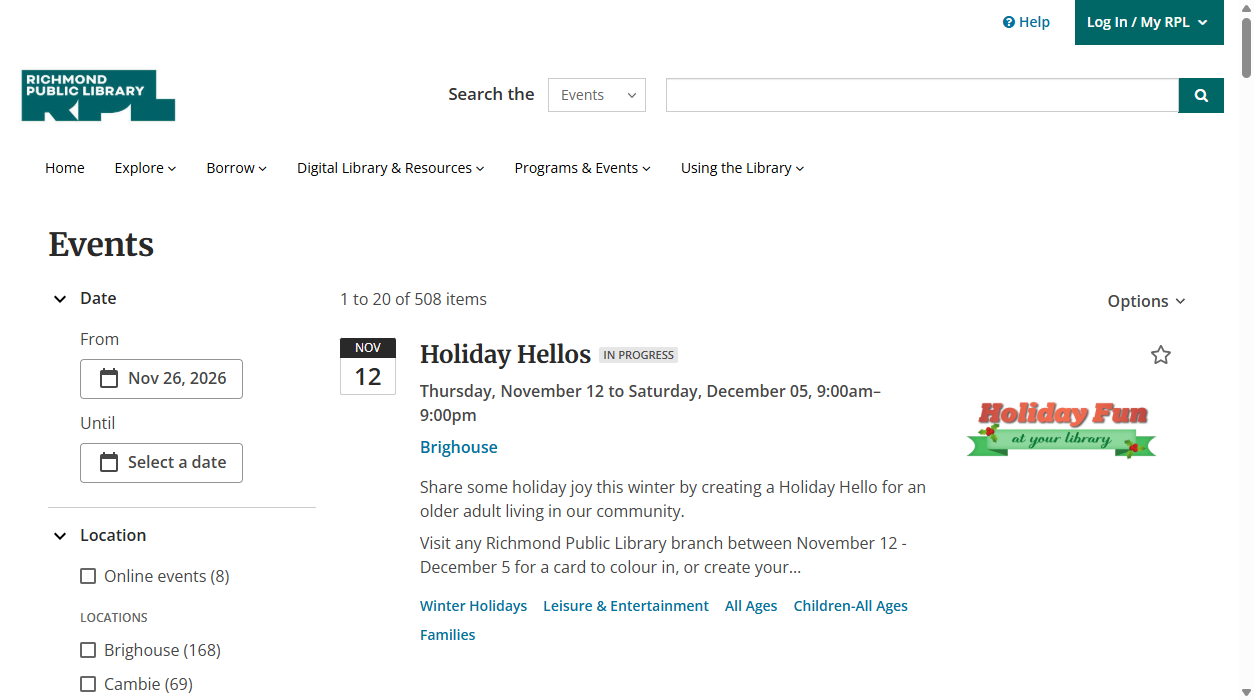 Help
Log In / My RPL
RICHMOND
PUBLIC LIBRARY
RPL
Search the
Events
Home
Explore
Borrow
Digital Library & Resources
Programs & Events
Using the Library
Events
Date
From
Nov 26, 2026
Until
Select a date
Location
Online events (8)
LOCATIONS
Brighouse (168)
Cambie (69)
1 to 20 of 508 items
Options
NOV
12
Holiday Hellos
IN PROGRESS
Thursday, November 12 to Saturday, December 05, 9:00am–
9:00pm
Brighouse
Share some holiday joy this winter by creating a Holiday Hello for an
older adult living in our community.
Visit any Richmond Public Library branch between November 12 -
December 5 for a card to colour in, or create your...
Winter Holidays
Leisure & Entertainment
All Ages
Children-All Ages
Families
Holiday Fun
at your library